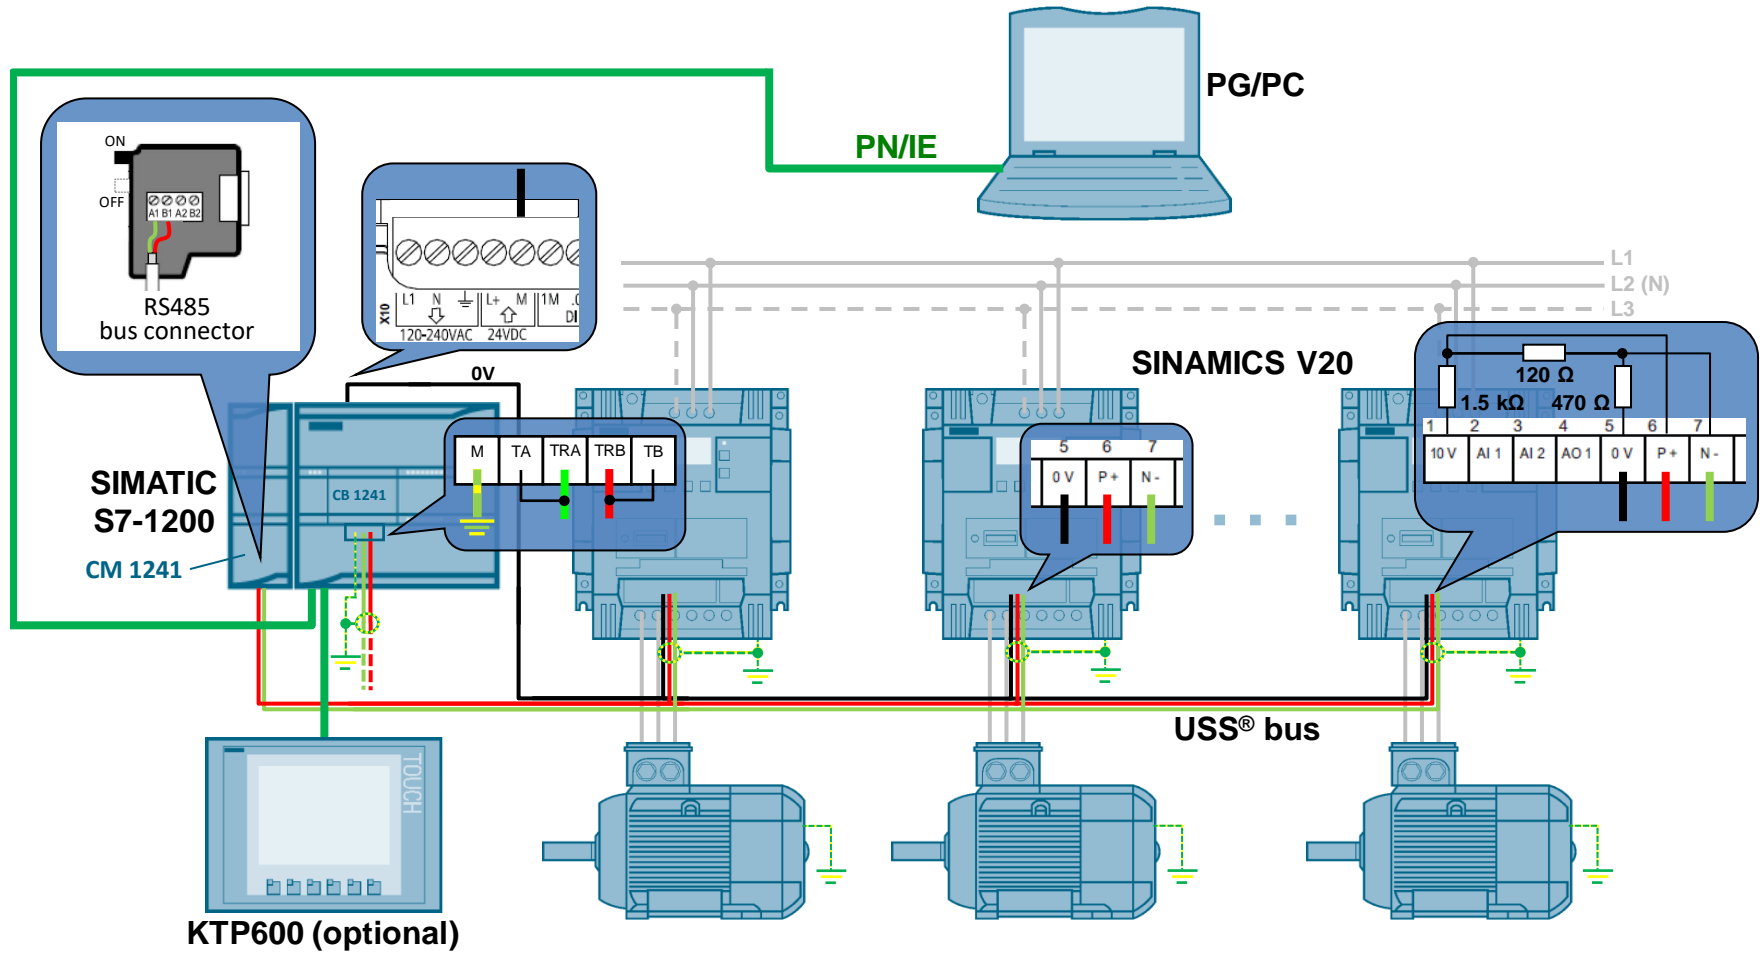 PG/PC
PN/IE
ON
OFF
A1 B1 A2 B2
RS485
bus connector
X10
L1 N L+ M 1M .0
DI
120-240VAC 24VDC
L1
L2 (N)
L3
SINAMICS V20
0V
120 Ω
1.5 kΩ 470 Ω
1 2 3 4 5 6 7
10 V AI 1 AI 2 AO 1 0 V P + N -
M TA TRA TRB TB
5 6 7
0 V P + N -
SIMATIC
S7-1200
CB 1241
CM 1241
USS® bus
TOUCH
KTP600 (optional)